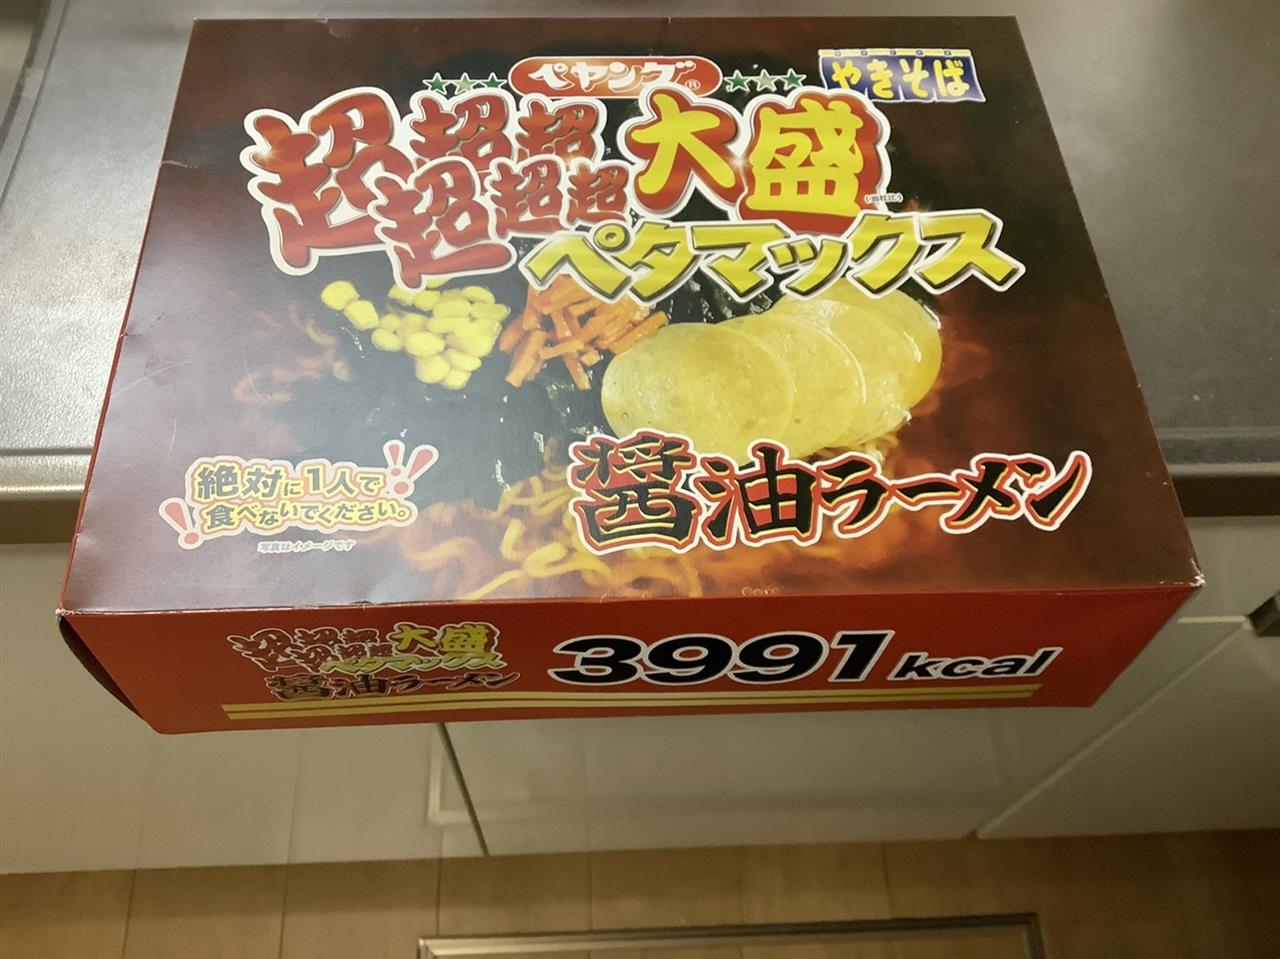 ペヤング®
やきそば
超超超超
超超超大盛
(当社比)
ペタマックス
醤油ラーメン
絶対に1人で
食べないでください。!!
写真はイメージです
超超超超
超超超大盛
ペタマックス
醤油ラーメン
3991kcal